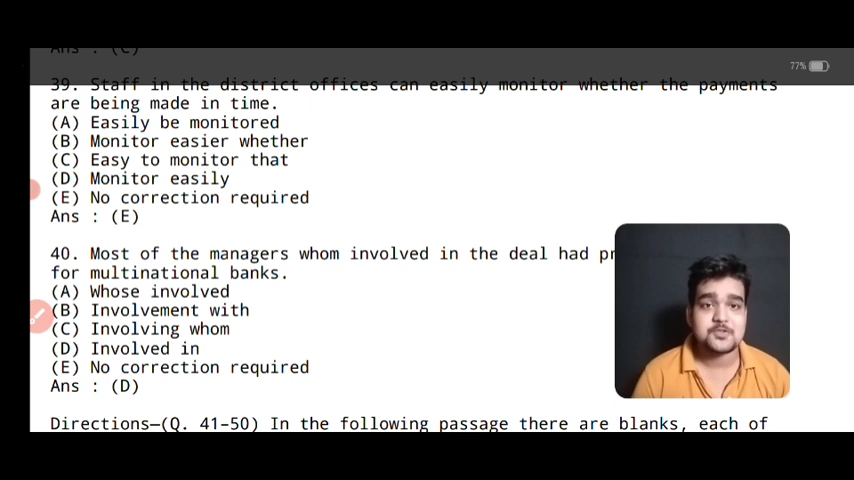 Ans : (C)
77%
39. Staff in the district offices can easily monitor whether the payments
are being made in time.
(A) Easily be monitored
(B) Monitor easier whether
(C) Easy to monitor that
(D) Monitor easily
(E) No correction required
Ans : (E)
40. Most of the managers whom involved in the deal had
for multinational banks.
(A) Whose involved
(B) Involvement with
(C) Involving whom
(D) Involved in
(E) No correction required
Ans : (D)
Directions—(Q. 41–50) In the following passage there are blanks, each of